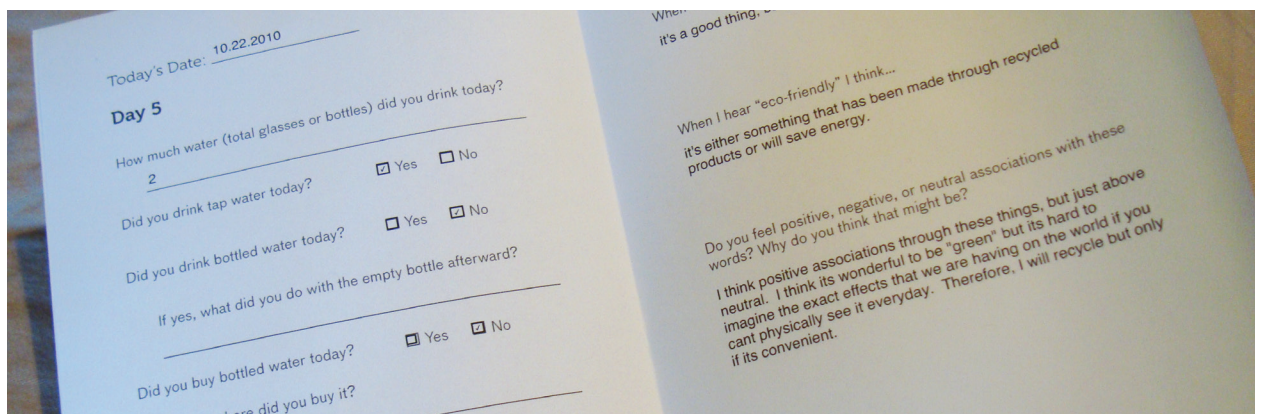 Today's Date: 10.22.2010
Day 5
How much water (total glasses or bottles) did you drink today?
2
Did you drink tap water today? ☑ Yes ☐ No
Did you drink bottled water today? ☐ Yes ☑ No
If yes, what did you do with the empty bottle afterward?
Did you buy bottled water today? ☐ Yes ☑ No
did you buy it?
When
it's a good thing,
When I hear "eco-friendly" I think...
it's either something that has been made through recycled
products or will save energy.
Do you feel positive, negative, or neutral associations with these
words? Why do you think that might be?
I think positive associations through these things, but just above
neutral. I think its wonderful to be "green" but its hard to
imagine the exact effects that we are having on the world if you
cant physically see it everyday. Therefore, I will recycle but only
if its convenient.